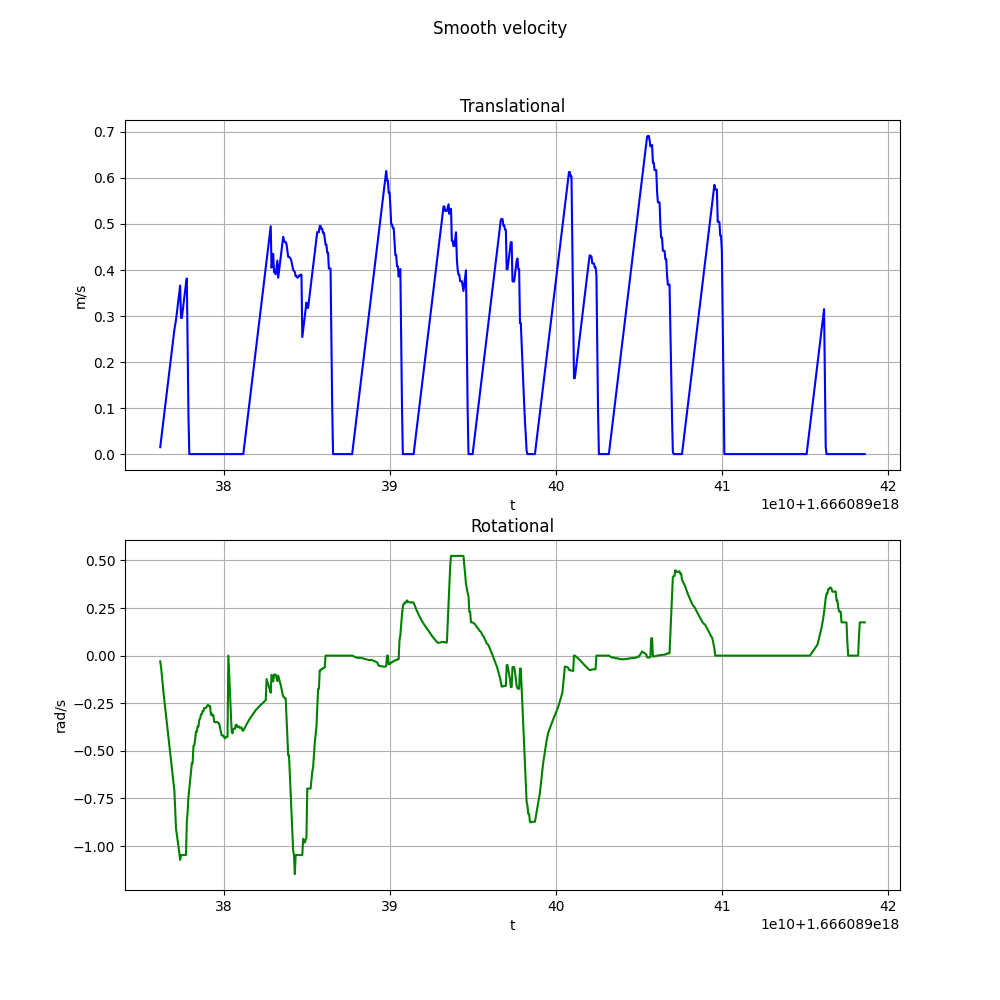 Smooth velocity
Translational
0.7
0.6
0.5
0.4
0.3
0.2
0.1
0.0
m/s
38 39 40 41 42
t
1e10+1.666089e18
Rotational
0.50
0.25
0.00
−0.25
−0.50
−0.75
−1.00
rad/s
38 39 40 41 42
t
1e10+1.666089e18